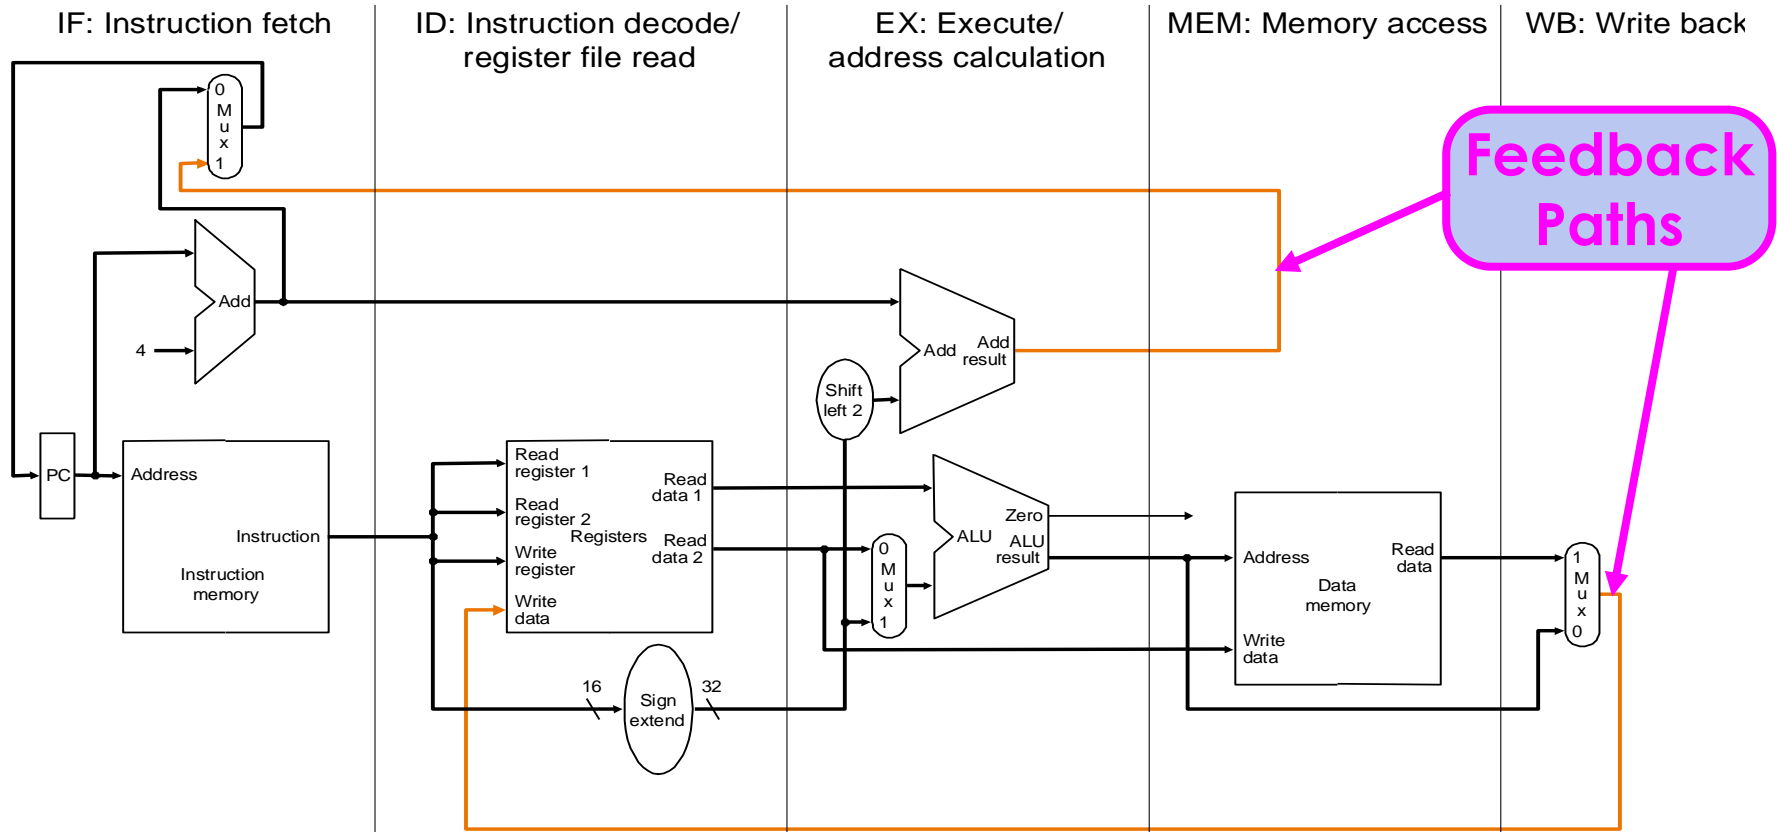 IF: Instruction fetch
ID: Instruction decode/
register file read
EX: Execute/
address calculation
MEM: Memory access
WB: Write back
0
M
u
x
1
Feedback
Paths
Add
4
Add
Add
result
Shift
left 2
PC
Address
Instruction
Instruction
memory
Read
register 1
Read
register 2
Write
register
Write
data
Registers
Read
data 1
Read
data 2
16
Sign
extend
32
0
M
u
x
1
Zero
ALU
ALU
result
Address
Data
memory
Write
data
Read
data
1
M
u
x
0